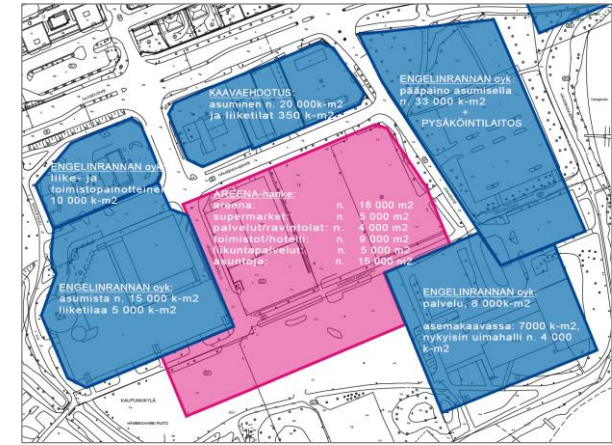 KAAVAEHDOTUS:
asuminen n. 20 000k-m2
ja liiketilat 350 k-m2
ENGELINRANNAN oyk:
pääpaino asumisella
n. 33 000 k-m2
+
PYSÄKÖINTILAITOS
ENGELINRANNAN oyk:
liike- ja
toimistopainotteinen
10 000 k-m2
AREENA-hanke:
areena: n. 18 000 m2
supermarket: n. 5 000 m2
palvelut/ravintolat: n. 4 000 m2
toimistot/hotelli: n. 9 000 m2
liikuntapalvelut: n. 5 000 m2
asuntoja: n. 15 000 m2
ENGELINRANNAN oyk:
asumista n. 15 000 k-m2
liiketilaa 5 000 k-m2
ENGELINRANNAN oyk:
palvelu, 8 000k-m2
asemakaavassa: 7000 k-m2,
nykyisin uimahalli n. 4 000
k-m2
KAUPUNKIKYLÄ